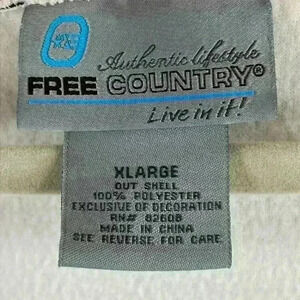 Authentic lifestyle
FREE COUNTRY®
Live in it!
XLARGE
OUT SHELL
100% POLYESTER
EXCLUSIVE OF DECORATION
RN# 82608
MADE IN CHINA
SEE REVERSE FOR CARE